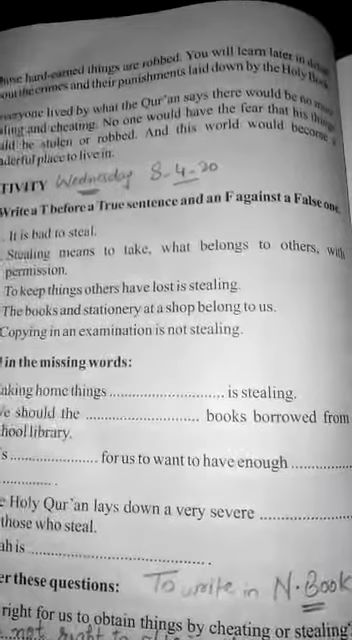 hard-earned things are robbed. You will learn later in
out the crimes and their punishments laid down by the Holy
everyone lived by what the Qur'an says there would be no
and cheating. No one would have the fear that his
be stolen or robbed. And this world would become
place to live in.
TIVITY Wednesday 8-4-20
Write a T before a True sentence and an F against a False one
. It is bad to steal.
. Stealing means to take, what belongs to others, with
permission.
To keep things others have lost is stealing.
The books and stationery at a shop belong to us.
Copying in an examination is not stealing.
l in the missing words:
aking home things .............................. is stealing.
e should the .............................. books borrowed from
hool library.
's ....................... for us to want to have enough ................
............... .
e Holy Qur'an lays down a very severe .......................
those who steal.
ah is ................................................ .
er these questions: To write in N.Book
right for us to obtain things by cheating or stealing
not right to